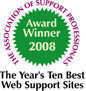 THE ASSOCIATION OF SUPPORT PROFESSIONALS
Award
Winner
2008
The Year's Ten Best
Web Support Sites